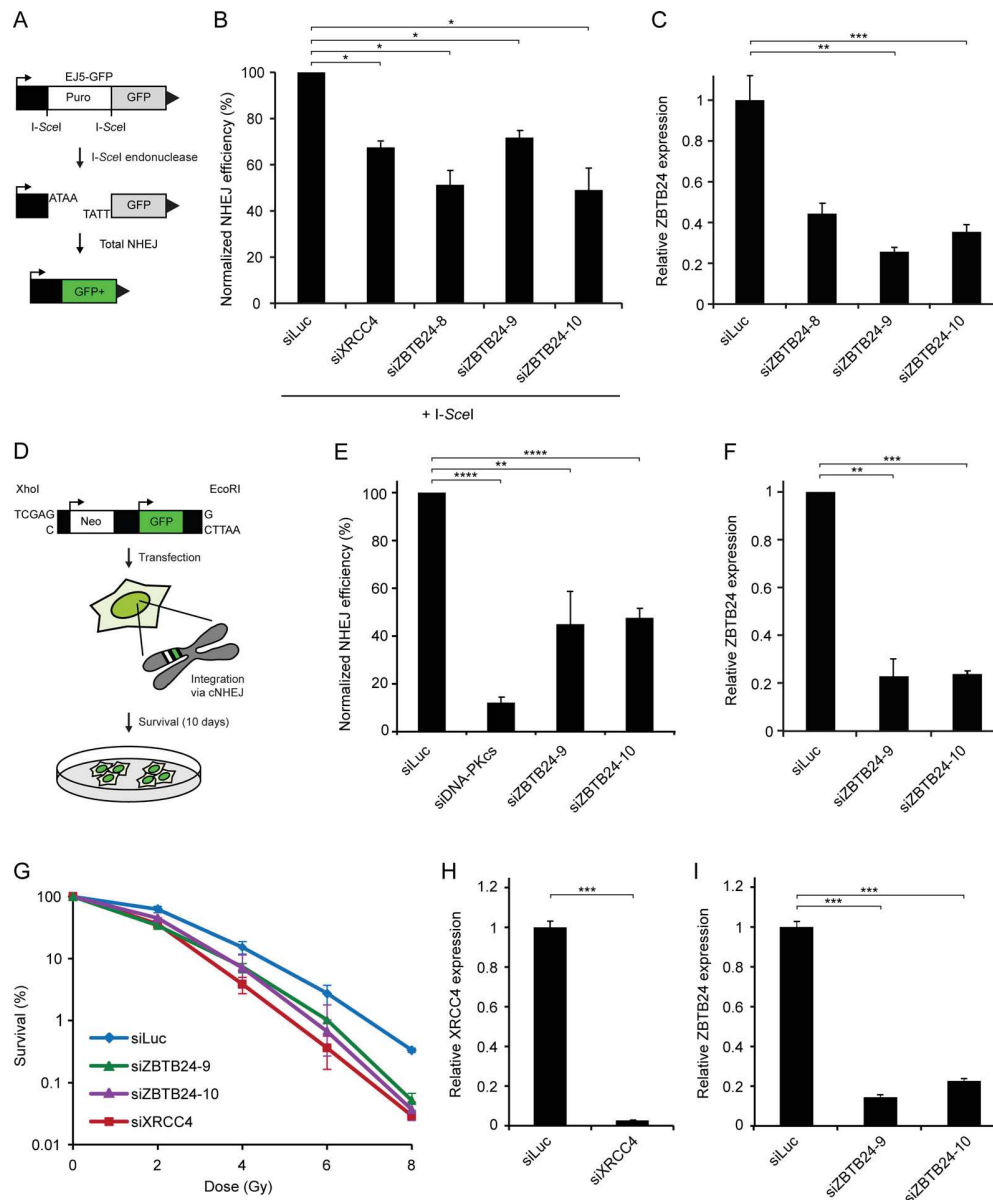 A
EJ5-GFP
Puro
GFP
I-SceI
I-SceI
I-SceI endonuclease
ATAA
TATT
GFP
Total NHEJ
GFP+
B
*
*
*
*
Normalized NHEJ efficiency (%)
100
80
60
40
20
0
siLuc
siXRCC4
siZBTB24-8
siZBTB24-9
siZBTB24-10
+ I-SceI
C
***
**
Relative ZBTB24 expression
1
0.8
0.6
0.4
0.2
0
siLuc
siZBTB24-8
siZBTB24-9
siZBTB24-10
D
XhoI
EcoRI
TCGAG
C
Neo
GFP
G
CTTAA
Transfection
Integration
via cNHEJ
Survival (10 days)
E
****
**
****
Normalized NHEJ efficiency (%)
100
80
60
40
20
0
siLuc
siDNA-PKcs
siZBTB24-9
siZBTB24-10
F
***
**
Relative ZBTB24 expression
1
0.8
0.6
0.4
0.2
0
siLuc
siZBTB24-9
siZBTB24-10
G
Survival (%)
100
10
1
0.1
0.01
siLuc
siZBTB24-9
siZBTB24-10
siXRCC4
0
2
4
6
8
Dose (Gy)
H
***
Relative XRCC4 expression
1.2
1
0.8
0.6
0.4
0.2
0
siLuc
siXRCC4
I
***
***
Relative ZBTB24 expression
1.2
1
0.8
0.6
0.4
0.2
0
siLuc
siZBTB24-9
siZBTB24-10